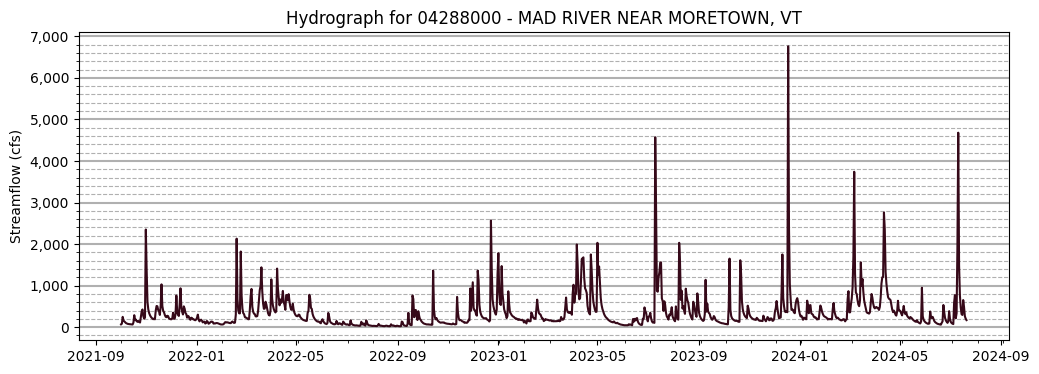 Hydrograph for 04288000 - MAD RIVER NEAR MORETOWN, VT
7,000
6,000
5,000
4,000
3,000
2,000
1,000
0
Streamflow (cfs)
2021-09 2022-01 2022-05 2022-09 2023-01 2023-05 2023-09 2024-01 2024-05 2024-09